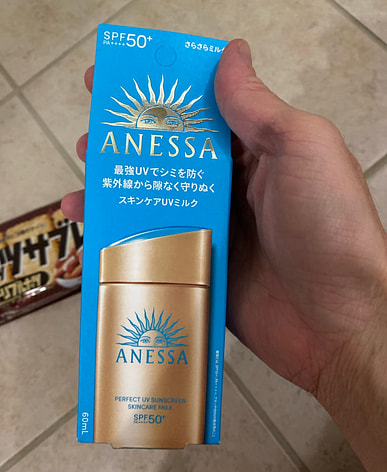 SPF50+
PA++++
さらさらミルク
ANESSA
最強UVでシミを防ぐ
紫外線から隙なく守りぬく
スキンケアUVミルク
ANESSA
PERFECT UV SUNSCREEN
SKINCARE MILK
SPF50+
PA++++
60mL